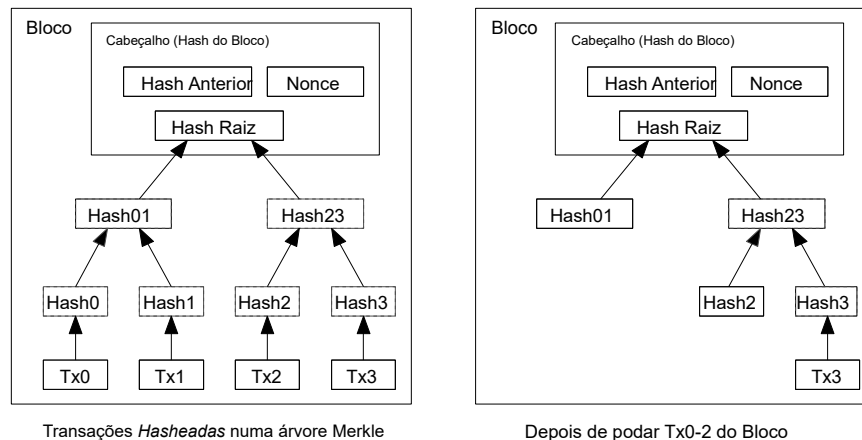 Bloco
Cabeçalho (Hash do Bloco)
Hash Anterior Nonce
Hash Raiz
Hash01 Hash23
Hash0 Hash1 Hash2 Hash3
Tx0 Tx1 Tx2 Tx3
Transações Hasheadas numa árvore Merkle
Bloco
Cabeçalho (Hash do Bloco)
Hash Anterior Nonce
Hash Raiz
Hash01 Hash23
Hash2 Hash3
Tx3
Depois de podar Tx0-2 do Bloco